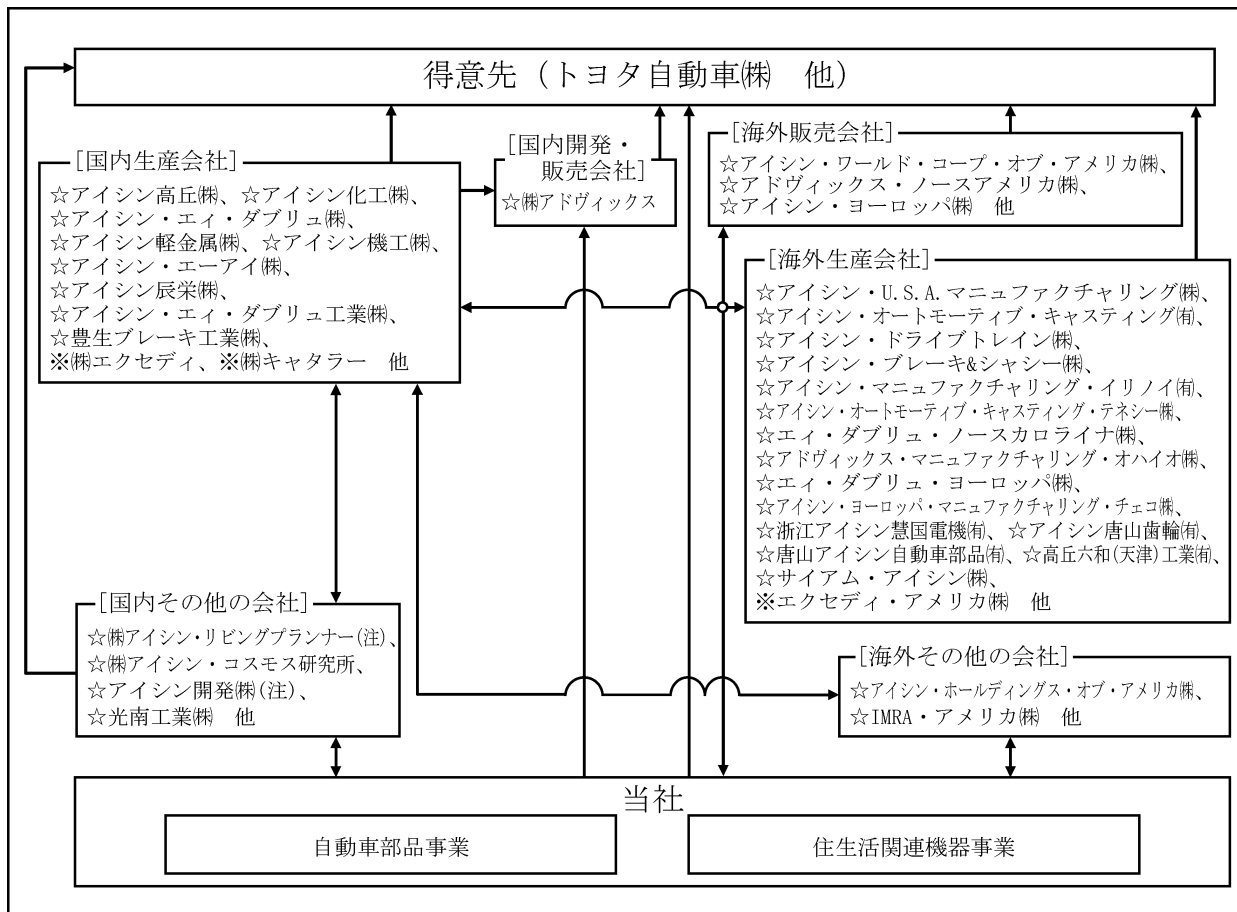 得意先（トヨタ自動車㈱　他）
[国内生産会社]
☆アイシン高丘㈱、☆アイシン化工㈱、
☆アイシン・エィ・ダブリュ㈱、
☆アイシン軽金属㈱、☆アイシン機工㈱、
☆アイシン・エーアイ㈱、
☆アイシン辰栄㈱、
☆アイシン・エィ・ダブリュ工業㈱、
☆豊生ブレーキ工業㈱、
※㈱エクセディ、※㈱キャタラー　他
[国内開発・
販売会社]
☆㈱アドヴィックス
[海外販売会社]
☆アイシン・ワールド・コープ・オブ・アメリカ㈱、
☆アドヴィックス・ノースアメリカ㈱、
☆アイシン・ヨーロッパ㈱　他
[海外生産会社]
☆アイシン・U.S.A.マニュファクチャリング㈱、
☆アイシン・オートモーティブ・キャスティング㈲、
☆アイシン・ドライブトレイン㈱、
☆アイシン・ブレーキ&シャシー㈱、
☆アイシン・マニュファクチャリング・イリノイ㈲、
☆アイシン・オートモーティブ・キャスティング・テネシー㈱、
☆エィ・ダブリュ・ノースカロライナ㈱、
☆アドヴィックス・マニュファクチャリング・オハイオ㈱、
☆エィ・ダブリュ・ヨーロッパ㈱、
☆アイシン・ヨーロッパ・マニュファクチャリング・チェコ㈱、
☆浙江アイシン慧国電機㈲、☆アイシン唐山歯輪㈲、
☆唐山アイシン自動車部品㈲、☆高丘六和(天津)工業㈲、
☆サイアム・アイシン㈱、
※エクセディ・アメリカ㈱　他
[国内その他の会社]
☆㈱アイシン・リビングプランナー(注)、
☆㈱アイシン・コスモス研究所、
☆アイシン開発㈱(注)、
☆光南工業㈱　他
[海外その他の会社]
☆アイシン・ホールディングス・オブ・アメリカ㈱、
☆IMRA・アメリカ㈱　他
当社
自動車部品事業
住生活関連機器事業